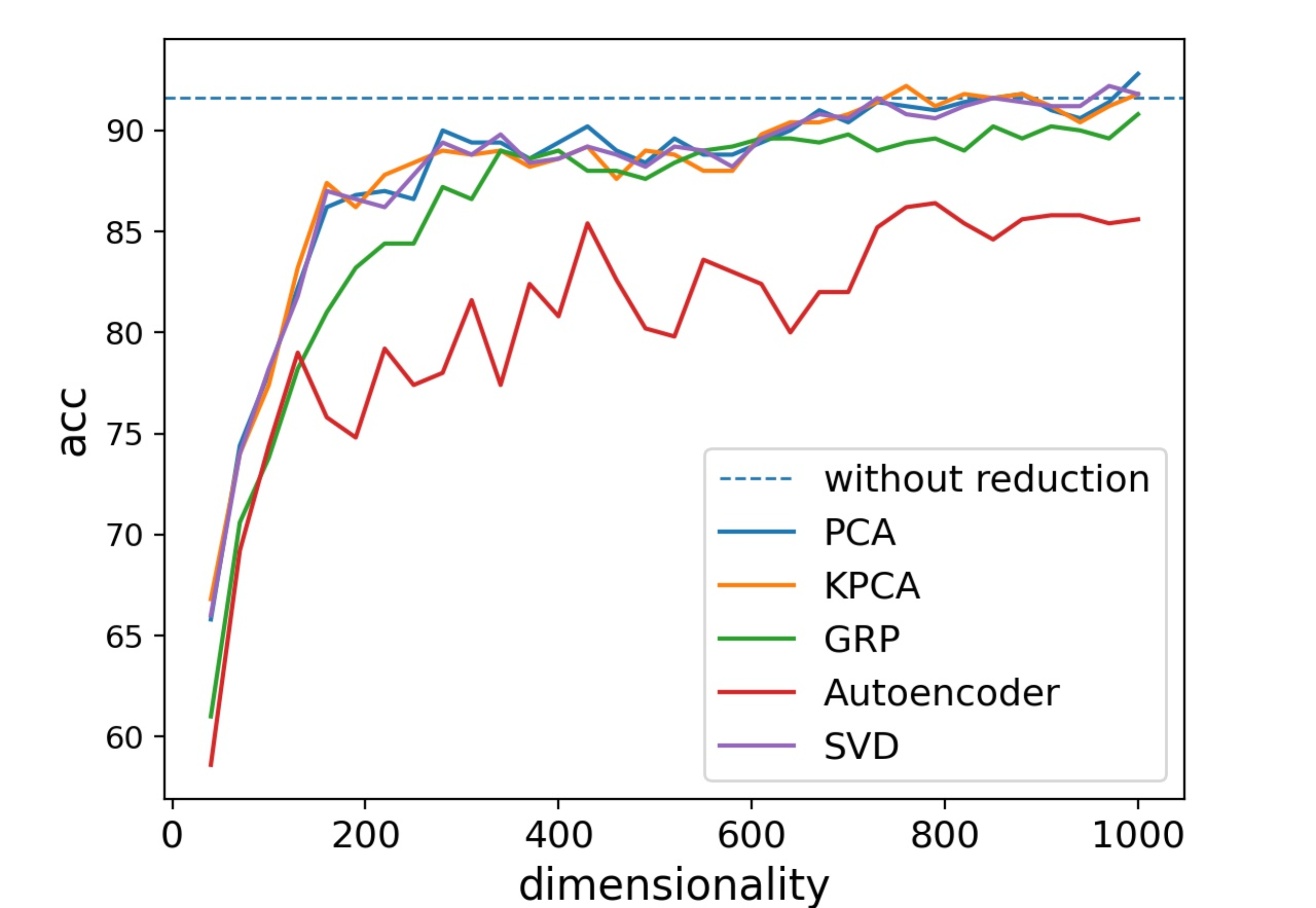 90
85
80
75
70
65
60
acc
without reduction
PCA
KPCA
GRP
Autoencoder
SVD
0 200 400 600 800 1000
dimensionality